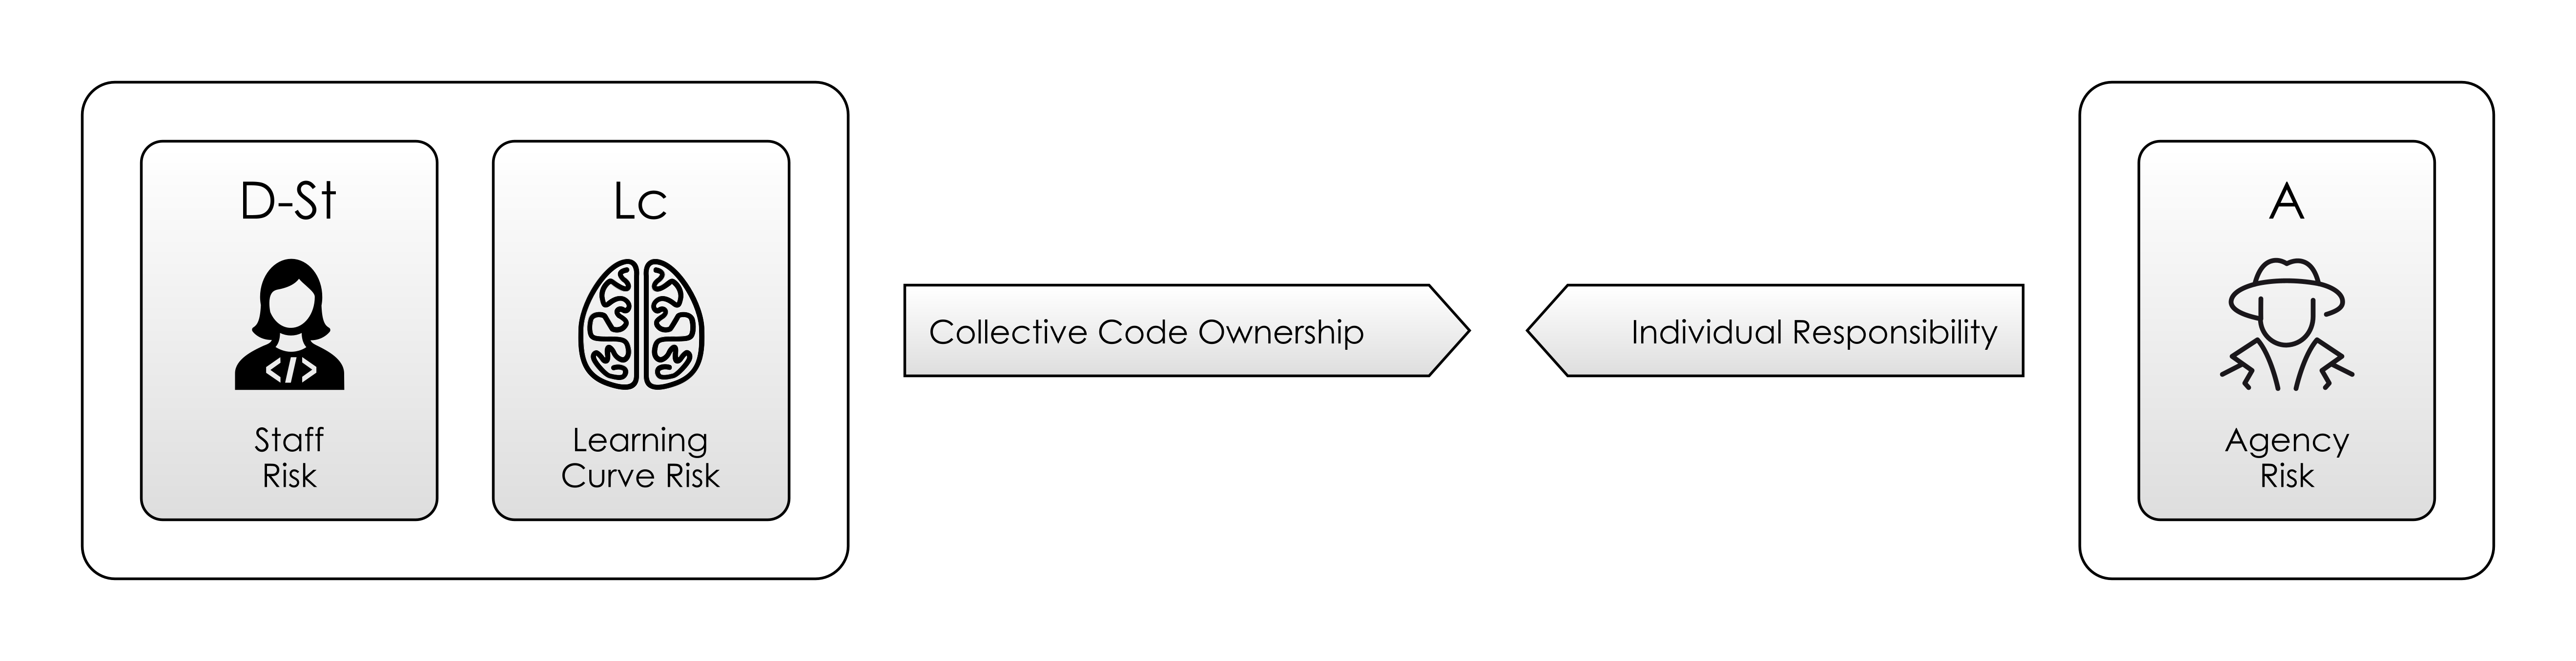 D-St
</>
Staff
Risk
Lc
Learning
Curve Risk
Collective Code Ownership
Individual Responsibility
A
Agency
Risk